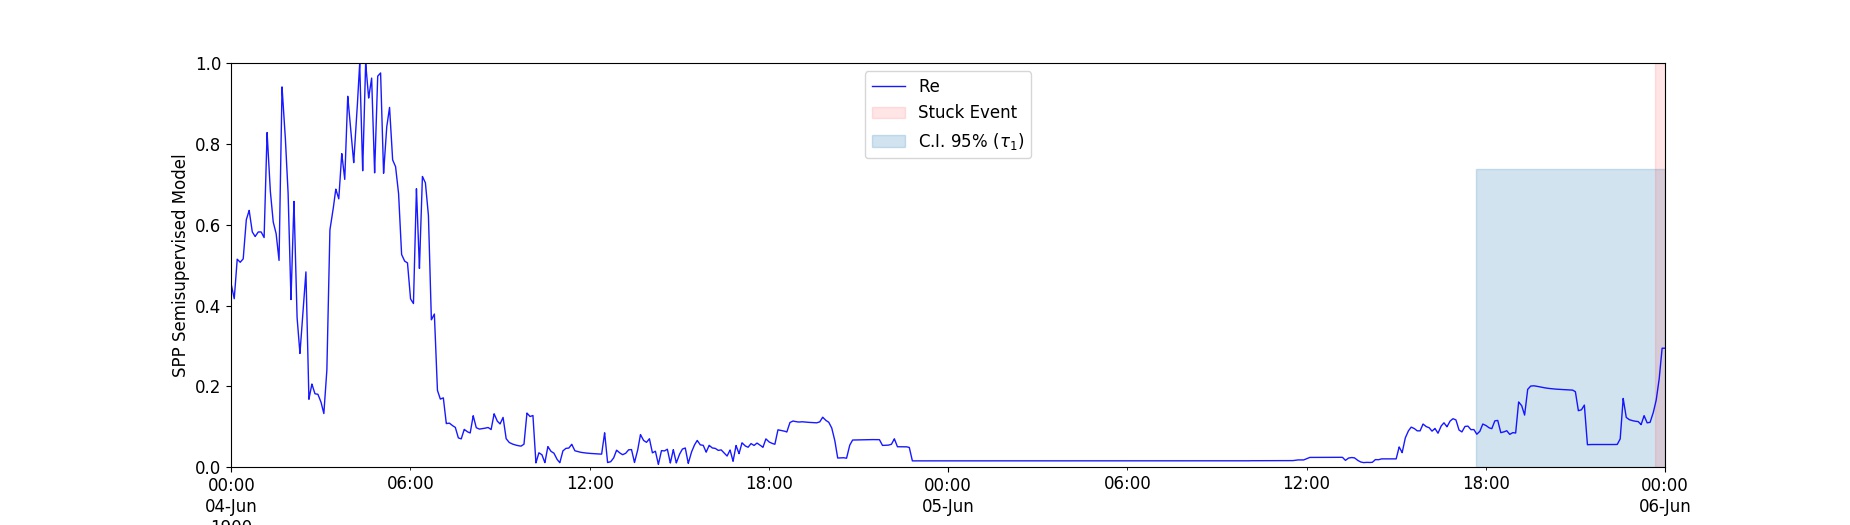 SPP Semisupervised Model
1.0
0.8
0.6
0.4
0.2
0.0
Re
Stuck Event
C.I. 95% (τ₁)
00:00 06:00 12:00 18:00 00:00 06:00 12:00 18:00 00:00
04-Jun 05-Jun 06-Jun
1900